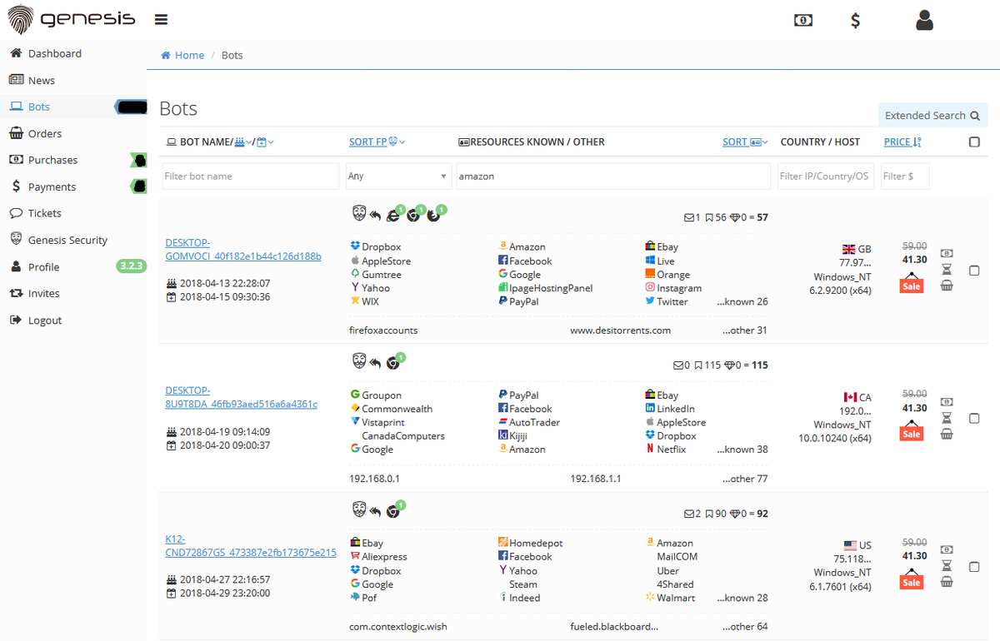 genesis
Dashboard
News
Bots
Orders
Purchases
Payments
Tickets
Genesis Security
Profile 3.2.3
Invites
Logout
Home / Bots
Bots
Extended Search
BOT NAME/ /
SORT FP
RESOURCES KNOWN / OTHER
SORT
COUNTRY / HOST
PRICE
Filter bot name
Any
amazon
Filter IP/Country/OS
Filter $
DESKTOP-
GOMVOCI_40f182e1b44c126d188b
2018-04-13 22:28:07
2018-04-15 09:30:36
1 1 1
1 56 0 = 57
Dropbox Amazon Ebay
AppleStore Facebook Live
Gumtree Google Orange
Yahoo IpageHostingPanel Instagram
WIX PayPal Twitter ...known 26
firefoxaccounts www.desitorrents.com ...other 31
GB
77.97...
Windows_NT
6.2.9200 (x64)
59.00
41.30
Sale
DESKTOP-
8U9T8DA_46fb93aed516a6a4361c
2018-04-19 09:14:09
2018-04-20 09:00:37
1
0 115 0 = 115
Groupon PayPal Ebay
Commonwealth Facebook LinkedIn
Vistaprint AutoTrader AppleStore
CanadaComputers Kijiji Dropbox
Google Amazon Netflix ...known 38
192.168.0.1 192.168.1.1 ...other 77
CA
192.0...
Windows_NT
10.0.10240 (x64)
59.00
41.30
Sale
K12-
CND72867GS_473387e2fb173675e215
2018-04-27 22:16:57
2018-04-29 23:20:00
1
2 90 0 = 92
Ebay Homedepot Amazon
Aliexpress Facebook MailCOM
Dropbox Yahoo Uber
Google Steam 4Shared
Pof Indeed Walmart ...known 28
com.contextlogic.wish fueled.blackboard... ...other 64
US
75.118...
Windows_NT
6.1.7601 (x64)
59.00
41.30
Sale